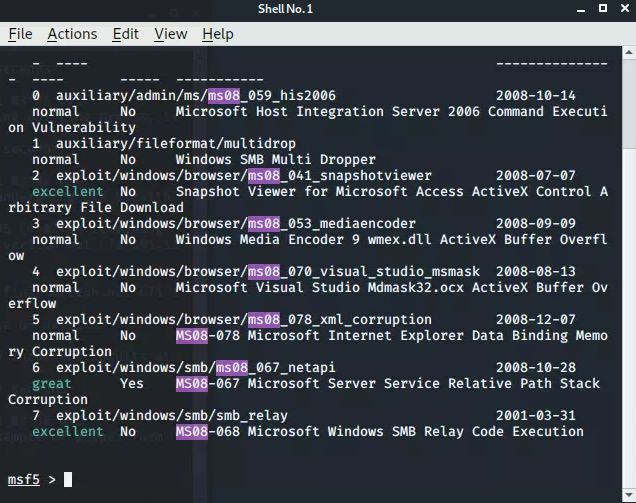 Shell No. 1
File Actions Edit View Help
- ---- --------------
- ---- ----- -----------
0 auxiliary/admin/ms/ms08_059_his2006 2008-10-14
normal No Microsoft Host Integration Server 2006 Command Executi
on Vulnerability
1 auxiliary/fileformat/multidrop
normal No Windows SMB Multi Dropper
2 exploit/windows/browser/ms08_041_snapshotviewer 2008-07-07
excellent No Snapshot Viewer for Microsoft Access ActiveX Control A
rbitrary File Download
3 exploit/windows/browser/ms08_053_mediaencoder 2008-09-09
normal No Windows Media Encoder 9 wmex.dll ActiveX Buffer Overfl
ow
4 exploit/windows/browser/ms08_070_visual_studio_msmask 2008-08-13
normal No Microsoft Visual Studio Mdmask32.ocx ActiveX Buffer Ov
erflow
5 exploit/windows/browser/ms08_078_xml_corruption 2008-12-07
normal No MS08-078 Microsoft Internet Explorer Data Binding Memo
ry Corruption
6 exploit/windows/smb/ms08_067_netapi 2008-10-28
great Yes MS08-067 Microsoft Server Service Relative Path Stack
Corruption
7 exploit/windows/smb/smb_relay 2001-03-31
excellent No MS08-068 Microsoft Windows SMB Relay Code Execution
msf5 >